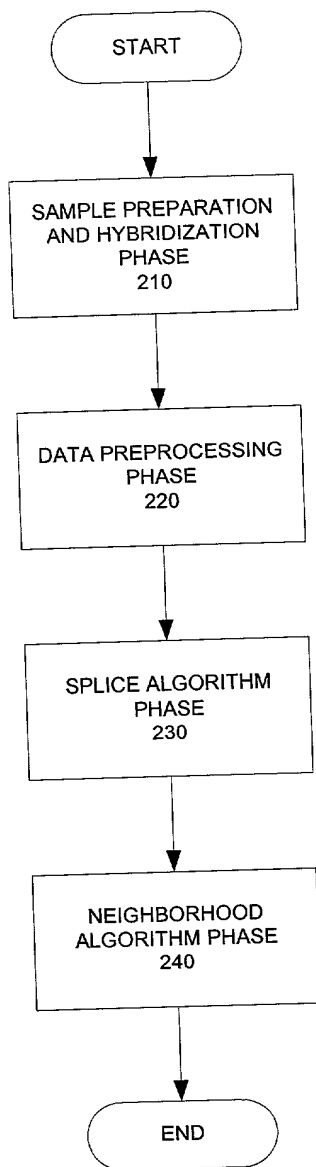 START
SAMPLE PREPARATION
AND HYBRIDIZATION
PHASE
210
DATA PREPROCESSING
PHASE
220
SPLICE ALGORITHM
PHASE
230
NEIGHBORHOOD
ALGORITHM PHASE
240
END